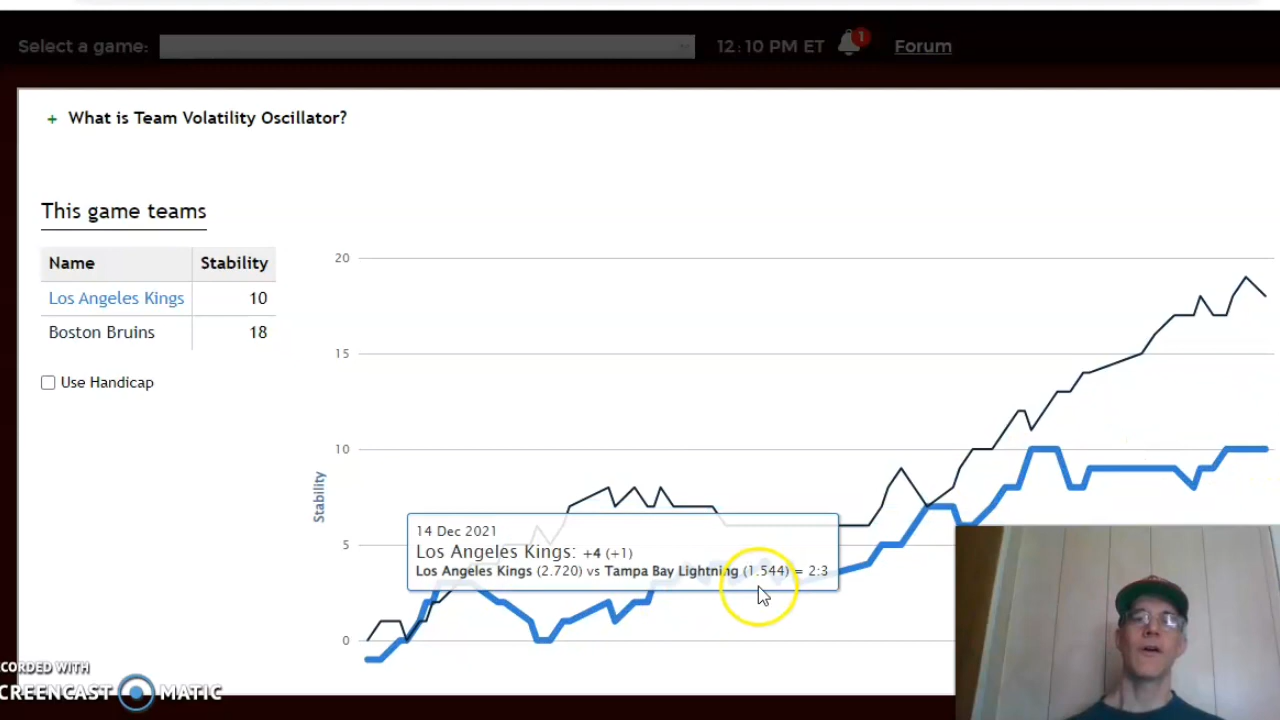 Select a game:
12:10 PM ET
1
Forum
+ What is Team Volatility Oscillator?
This game teams
Name Stability
Los Angeles Kings 10
Boston Bruins 18
Use Handicap
20
15
10
5
0
Stability
14 Dec 2021
Los Angeles Kings: +4 (+1)
Los Angeles Kings (2.720) vs Tampa Bay Lightning (1.544) = 2:3
CORDED WITH
CREENCAST MATIC